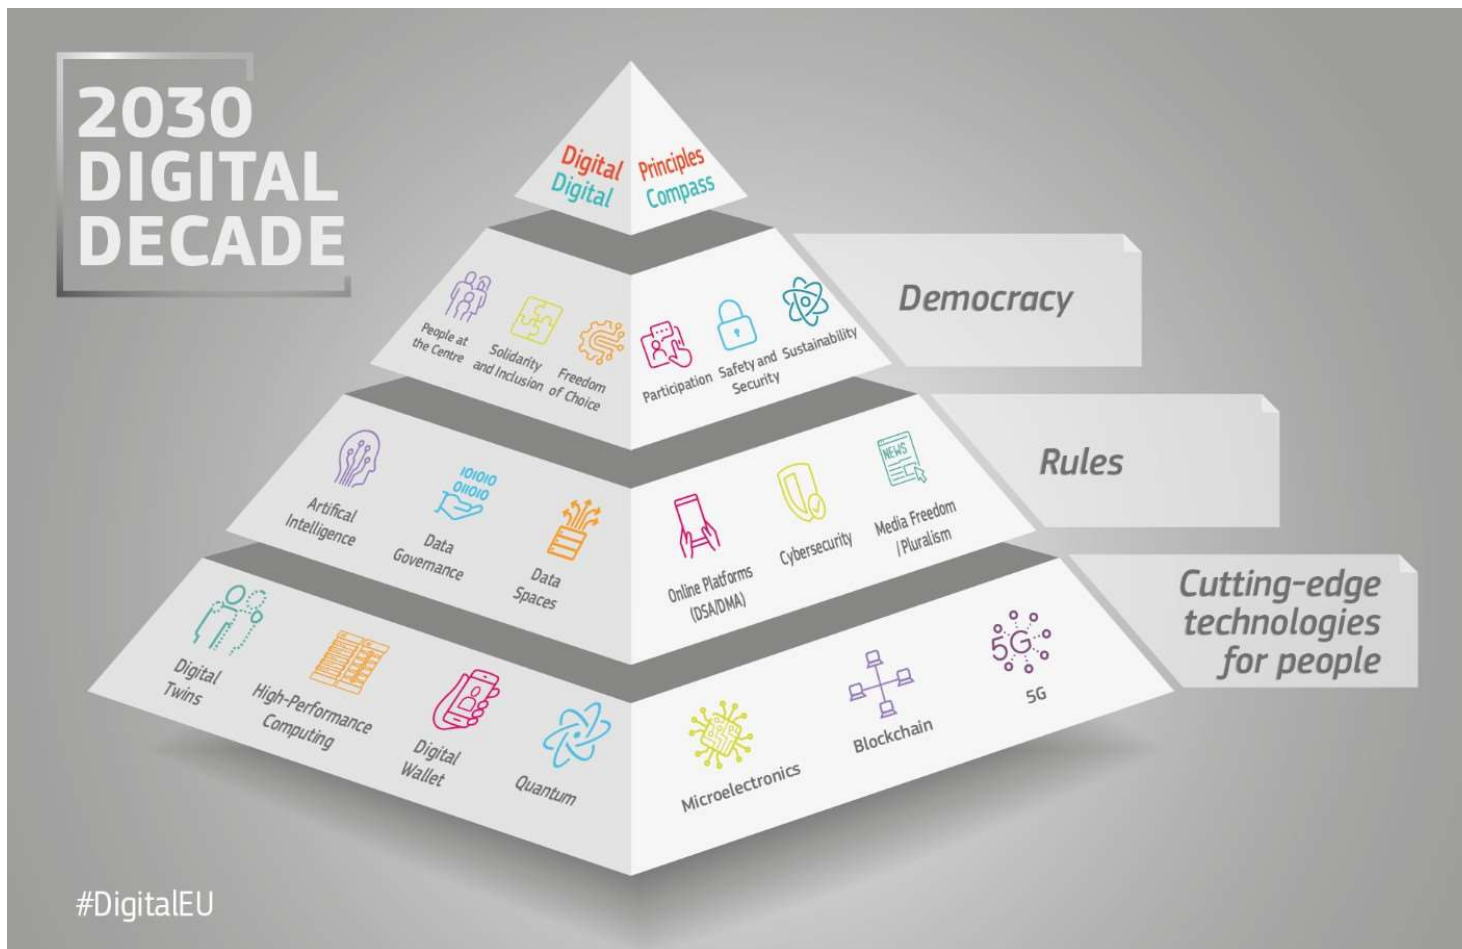 2030
DIGITAL
DECADE
Digital Principles
Digital Compass
People at
the Centre
Solidarity
and Inclusion
Freedom
of Choice
Participation
Safety and
Security
Sustainability
Democracy
Artifical
Intelligence
Data
Governance
Data
Spaces
101010
011010
Online Platforms
(DSA/DMA)
Cybersecurity
NEWS
Media Freedom
/ Pluralism
Rules
Digital
Twins
High-Performance
Computing
Digital
Wallet
Quantum
Microelectronics
Blockchain
5G
5G
Cutting-edge
technologies
for people
#DigitalEU